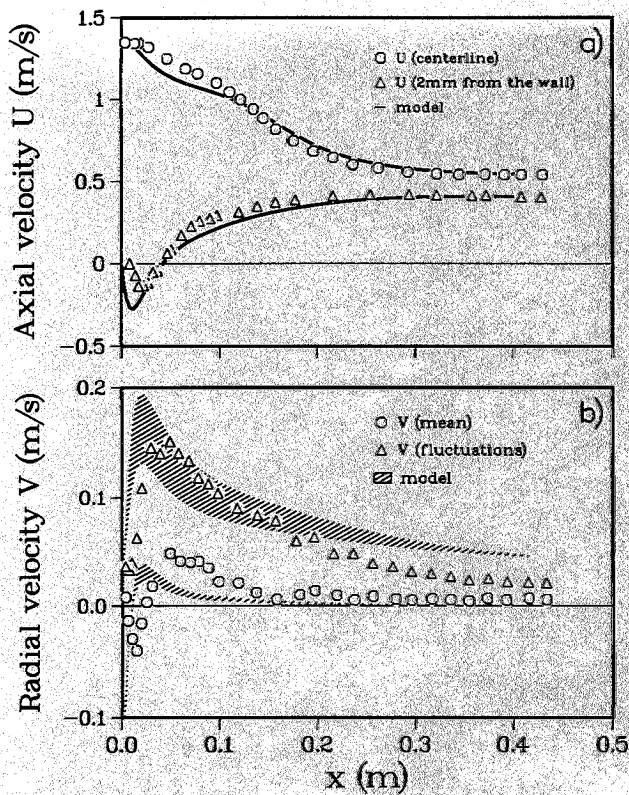 Axial velocity U (m/s)
1.5
1
0.5
0
−0.5
a)
U (centerline)
U (2mm from the wall)
model
Radial velocity V (m/s)
0.2
0.1
0.0
−0.1
b)
V (mean)
V (fluctuations)
model
0.0 0.1 0.2 0.3 0.4 0.5
x (m)